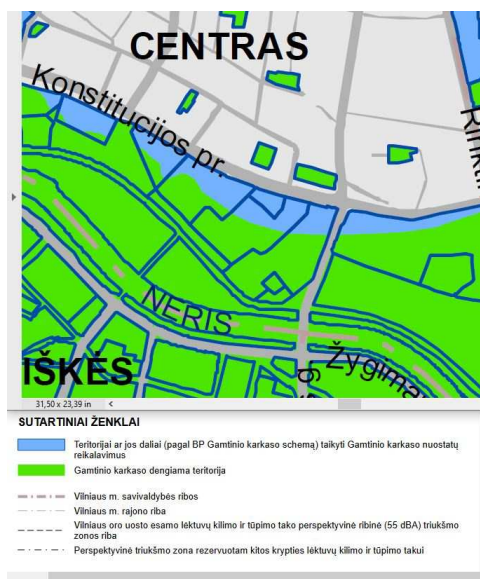 CENTRAS
Konstitucijos pr.
NERIS
IŠKĖS
31,50 x 23,39 in
SUTARTINIAI ŽENKLAI
Teritorijai ar jos daliai (pagal BP Gamtinio karkaso schemą) taikyti Gamtinio karkaso nuostatų
reikalavimus
Gamtinio karkaso dengiama teritorija
Vilniaus m. savivaldybės ribos
Vilniaus m. rajono riba
Vilniaus oro uosto esamo lėktuvų kilimo ir tūpimo tako perspektyvinė ribinė (55 dBA) triukšmo
zonos riba
Perspektyvinė triukšmo zona rezervuotam kitos krypties lėktuvų kilimo ir tūpimo takui